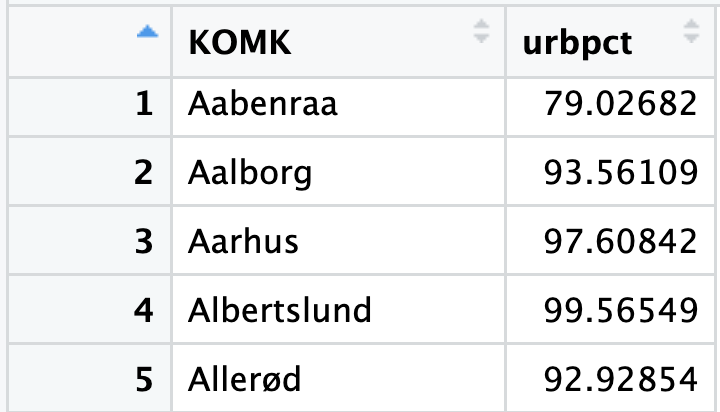 KOMK urbpct
1 Aabenraa 79.02682
2 Aalborg 93.56109
3 Aarhus 97.60842
4 Albertslund 99.56549
5 Allerød 92.92854